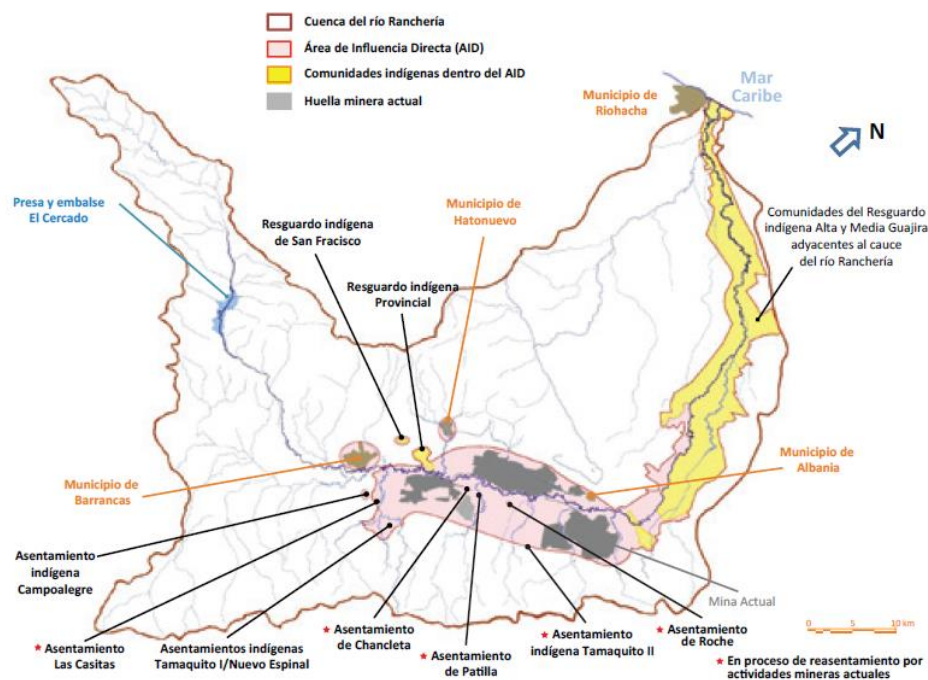 Cuenca del río Ranchería
Área de Influencia Directa (AID)
Comunidades indígenas dentro del AID
Huella minera actual
Mar
Caribe
Municipio de
Riohacha
N
Presa y embalse
El Cercado
Resguardo indígena
de San Fracisco
Municipio de
Hatonuevo
Comunidades del Resguardo
indígena Alta y Media Guajira
adyacentes al cauce
del río Ranchería
Resguardo indígena
Provincial
Municipio de
Barrancas
Municipio de
Albania
Asentamiento
indígena
Campoalegre
Mina Actual
Asentamiento
Las Casitas
Asentamientos indígenas
Tamaquito I/Nuevo Espinal
Asentamiento
de Chancleta
Asentamiento
de Patilla
Asentamiento
indígena Tamaquito II
Asentamiento
de Roche
0 5 10 km
En proceso de reasentamiento por
actividades mineras actuales